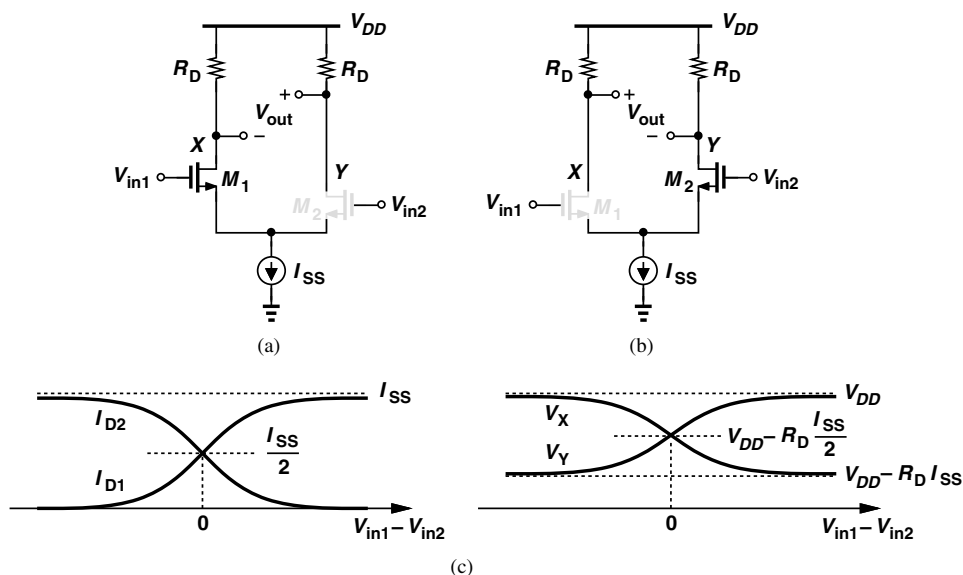 V_DD
R_D
R_D
+
V_out
X
−
Y
V_in1
M_1
M_2
V_in2
I_SS
(a)
V_DD
R_D
R_D
+
V_out
−
Y
X
V_in1
M_1
M_2
V_in2
I_SS
(b)
I_SS
I_D2
I_SS/2
I_D1
0
V_in1 − V_in2
V_DD
V_X
V_DD − R_D I_SS/2
V_Y
V_DD − R_D I_SS
0
V_in1 − V_in2
(c)